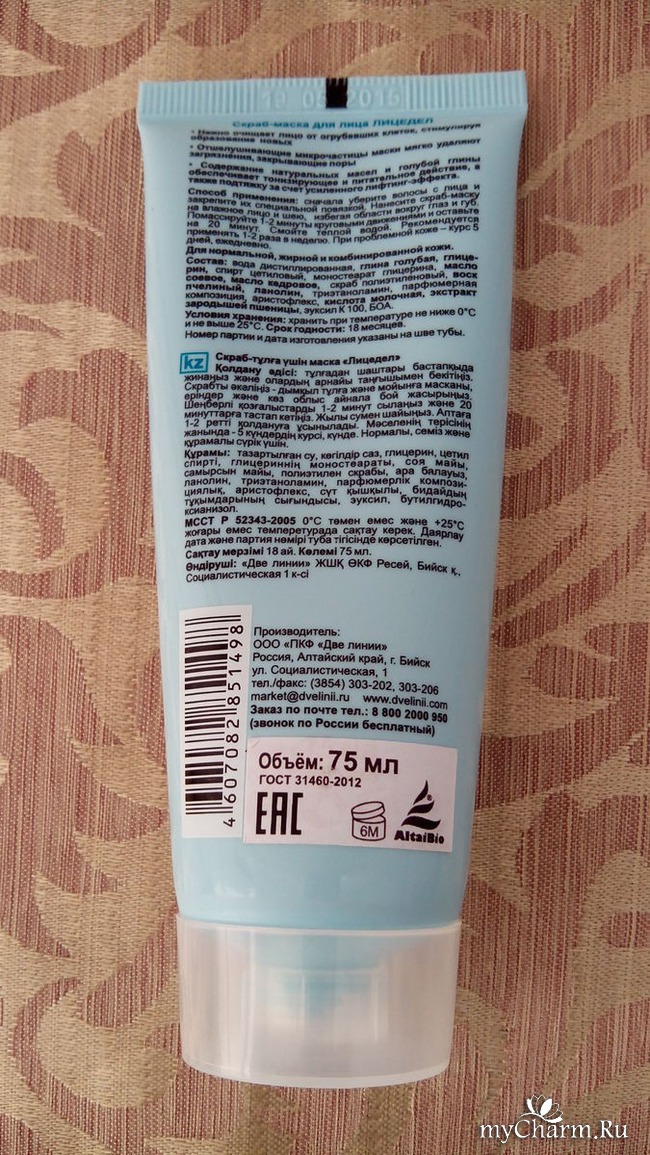 05 2016
Скраб-маска для лица ЛИЦЕДЕЛ
• Нежно очищает лицо от огрубевших клеток, стимулируя
образование новых
• Отшелушивающие микрочастицы маски мягко удаляют
загрязнения, закрывающие поры
• Содержание натуральных масел и голубой глины
обеспечивает тонизирующее и питательное действие, а
также подтяжку за счет усиленного лифтинг-эффекта.
Способ применения: сначала уберите волосы с лица и
закрепите их специальной повязкой. Нанесите скраб-маску
на влажное лицо и шею, избегая области вокруг глаз и губ.
Помассируйте 1-2 минуты круговыми движениями и оставьте
на 20 минут. Смойте теплой водой. Рекомендуется
применять 1-2 раза в неделю. При проблемной коже – курс 5
дней, ежедневно.
Для нормальной, жирной и комбинированной кожи.
Состав: вода дистиллированная, глина голубая, глице-
рин, спирт цетиловый, моностеарат глицерина, масло
соевое, масло кедровое, скраб полиэтиленовый, воск
пчелиный, ланолин, триэтаноламин, парфюмерная
композиция, аристофлекс, кислота молочная, экстракт
зародышей пшеницы, эуксил К 100, БОА.
Условия хранения: хранить при температуре не ниже 0°С
и не выше 25°С. Срок годности: 18 месяцев.
Номер партии и дата изготовления указаны на шве тубы.
kz Скраб-тұлға үшін маска «Лицедел»
Қолдану әдісі: тұлғадан шаштары бастапқыда
жинаңыз және олардың арнайы таңғышымен бекітіңіз.
Скрабты әкеліңіз - дымқыл тұлға және мойынға масканы,
еріндер және көз облыс айнала бой жасырыңыз.
Шеңберлі қозғалыстарды 1-2 минут сылаңыз және 20
минуттарға тастап кетіңіз. Жылы сумен шайыңыз. Аптаға
1-2 ретті қолдануға ұсынылады. Мәселенің терісінің
жанында - 5 күндердің курсі, күнде. Нормалы, семіз және
құрамалы сүрік үшін.
Құрамы: тазартылған су, көгілдір саз, глицерин, цетил
спирті, глицериннің моностеараты, соя майы,
самырсын майы, полиэтилен скрабы, ара балауыз,
ланолин, триэтаноламин, парфюмерлік компози-
циялық, аристофлекс, сүт қышқылы, бидайдың
тұқымдарының сығындысы, эуксил, бутилгидро-
ксианизол.
МССТ Р 52343-2005 0°С төмен емес және +25°С
жоғары емес температурада сақтау керек. Даярлау
дата және партия немірі туба тігісінде көрсетілген.
Сақтау мерзімі 18 ай. Көлемі 75 мл.
Өндіруші: «Две линии» ЖШҚ ӨКФ Ресей, Бийск қ.,
Социалистическая 1 к-сі
4 607082 851498
Производитель:
ООО «ПКФ «Две линии»
Россия, Алтайский край, г. Бийск
ул. Социалистическая, 1
тел./факс: (3854) 303-202, 303-206
market@dvelinii.ru www.dvelinii.com
Заказ по почте тел.: 8 800 2000 950
(звонок по России бесплатный)
Объём: 75 мл
ГОСТ 31460-2012
ЕАС
6М
AltaiBio
myCharm.Ru